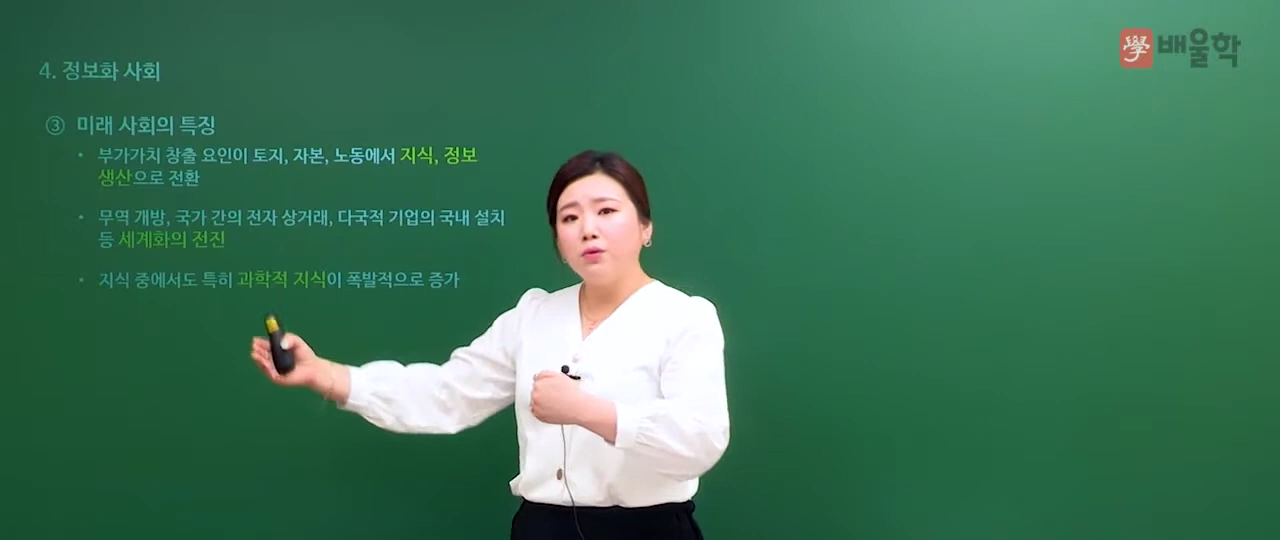 學 배울학
4. 정보화 사회
③ 미래 사회의 특징
• 부가가치 창출 요인이 토지, 자본, 노동에서 지식, 정보
생산으로 전환
• 무역 개방, 국가 간의 전자 상거래, 다국적 기업의 국내 설치
등 세계화의 전진
• 지식 중에서도 특히 과학적 지식이 폭발적으로 증가